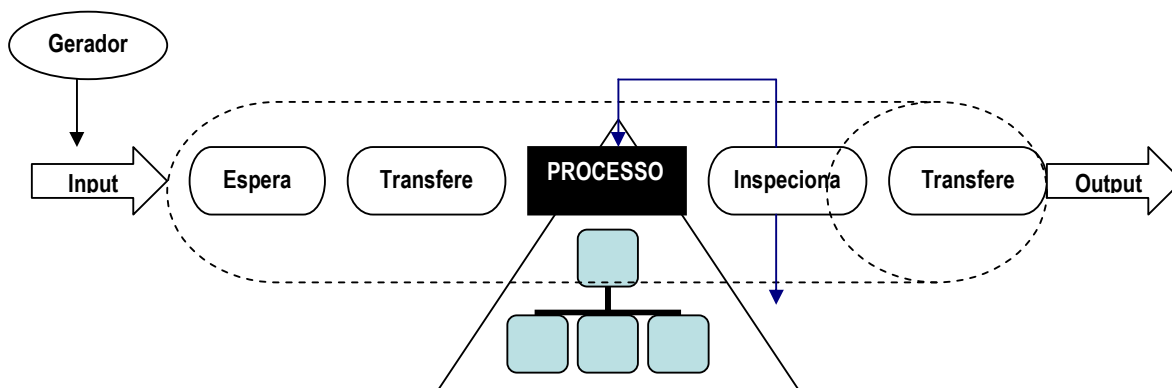 Gerador
Input
Espera
Transfere
PROCESSO
Inspeciona
Transfere
Output